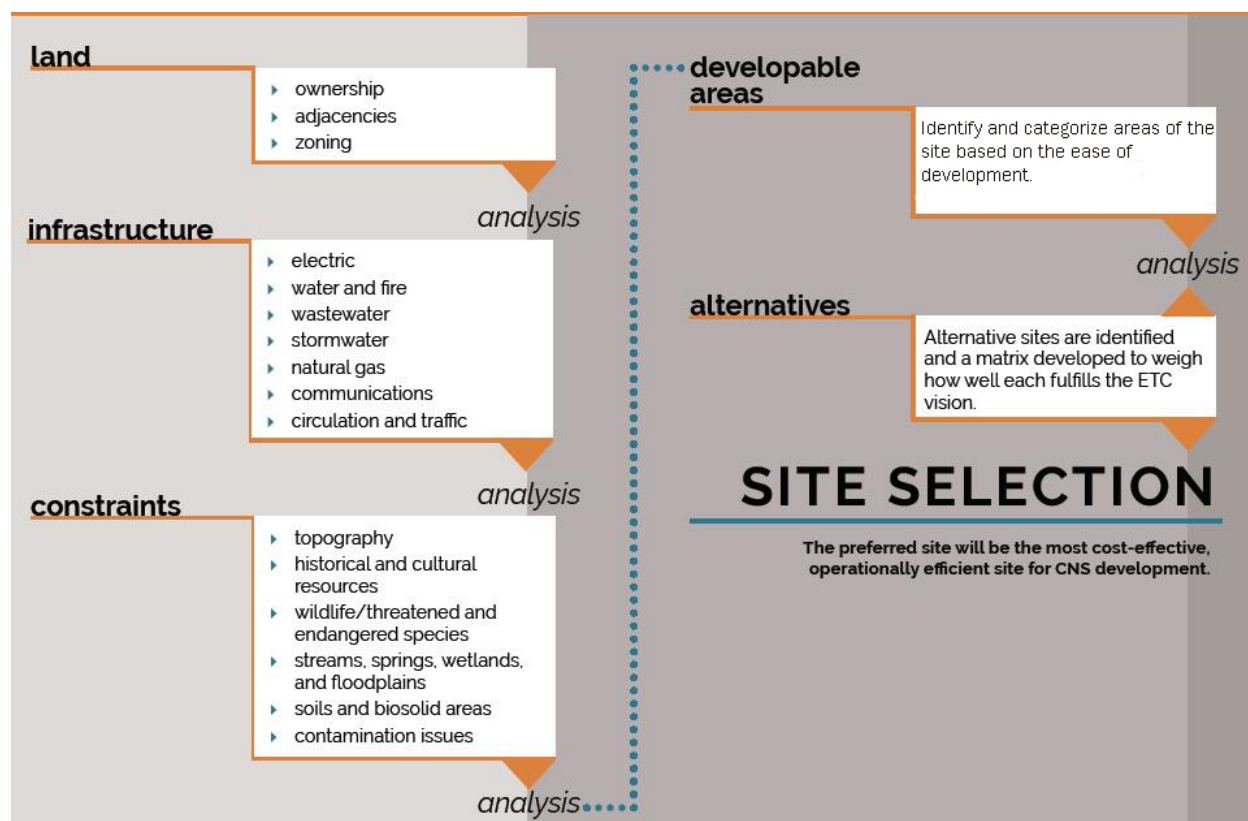 land
ownership
adjacencies
zoning
analysis
infrastructure
electric
water and fire
wastewater
stormwater
natural gas
communications
circulation and traffic
analysis
constraints
topography
historical and cultural
resources
wildlife/threatened and
endangered species
streams, springs, wetlands,
and floodplains
soils and biosolid areas
contamination issues
analysis
developable
areas
Identify and categorize areas of the
site based on the ease of
development.
analysis
alternatives
Alternative sites are identified
and a matrix developed to weigh
how well each fulfills the ETC
vision.
SITE SELECTION
The preferred site will be the most cost-effective,
operationally efficient site for CNS development.